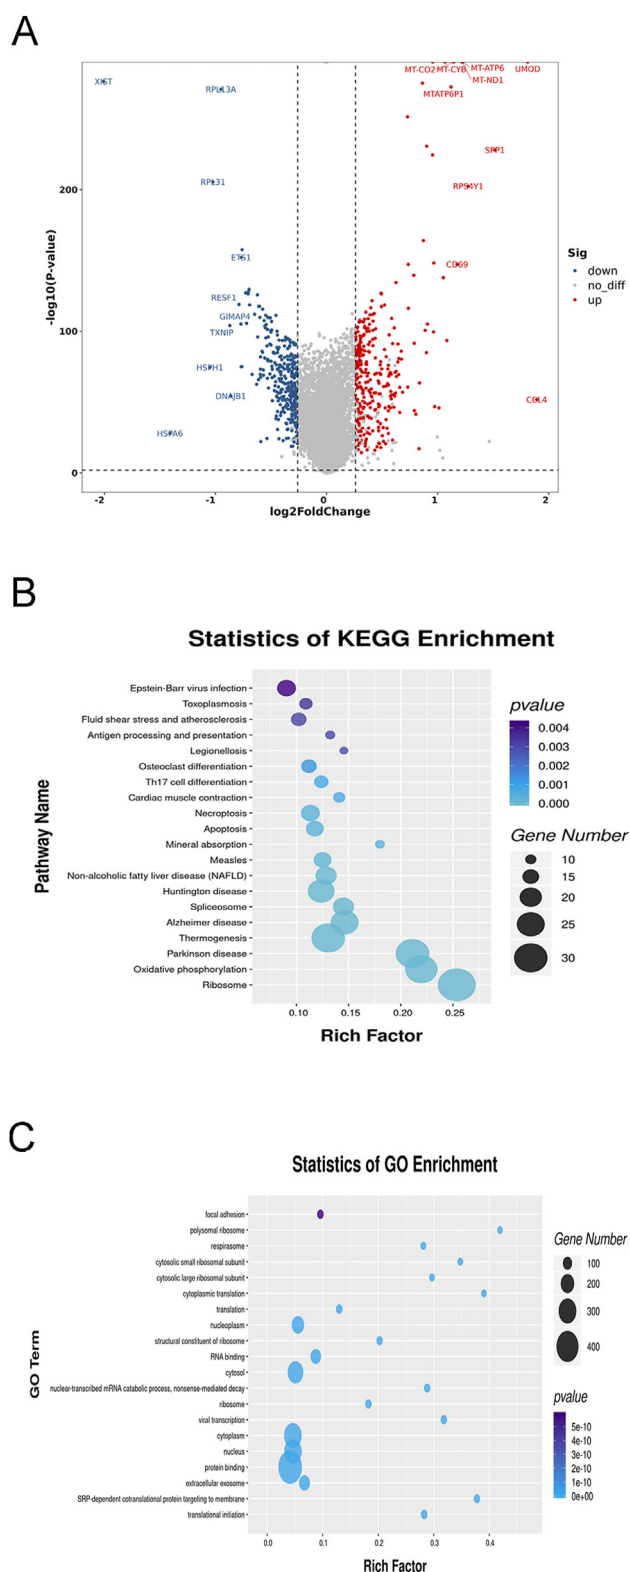 A
XIST
RPL13A
RPL31
ETS1
RESF1
GIMAP4
TXNIP
HSPH1
DNAJB1
HSPA6
MT-CO2
MT-CYB
MT-ATP6
UMOD
MT-ND1
MTATP6P1
SPP1
RPS4Y1
CD69
CCL4
-log10(P-value)
200
100
0
-2
-1
0
1
2
log2FoldChange
Sig
down
no_diff
up
B
Statistics of KEGG Enrichment
Pathway Name
Epstein-Barr virus infection
Toxoplasmosis
Fluid shear stress and atherosclerosis
Antigen processing and presentation
Legionellosis
Osteoclast differentiation
Th17 cell differentiation
Cardiac muscle contraction
Necroptosis
Apoptosis
Mineral absorption
Measles
Non-alcoholic fatty liver disease (NAFLD)
Huntington disease
Spliceosome
Alzheimer disease
Thermogenesis
Parkinson disease
Oxidative phosphorylation
Ribosome
0.10
0.15
0.20
0.25
Rich Factor
pvalue
0.004
0.003
0.002
0.001
0.000
Gene Number
10
15
20
25
30
C
Statistics of GO Enrichment
GO Term
focal adhesion
polysomal ribosome
respirasome
cytosolic small ribosomal subunit
cytosolic large ribosomal subunit
cytoplasmic translation
translation
nucleoplasm
structural constituent of ribosome
RNA binding
cytosol
nuclear-transcribed mRNA catabolic process, nonsense-mediated decay
ribosome
viral transcription
cytoplasm
nucleus
protein binding
extracellular exosome
SRP-dependent cotranslational protein targeting to membrane
translational initiation
0.0
0.1
0.2
0.3
0.4
Rich Factor
Gene Number
100
200
300
400
pvalue
5e-10
4e-10
3e-10
2e-10
1e-10
0e+00